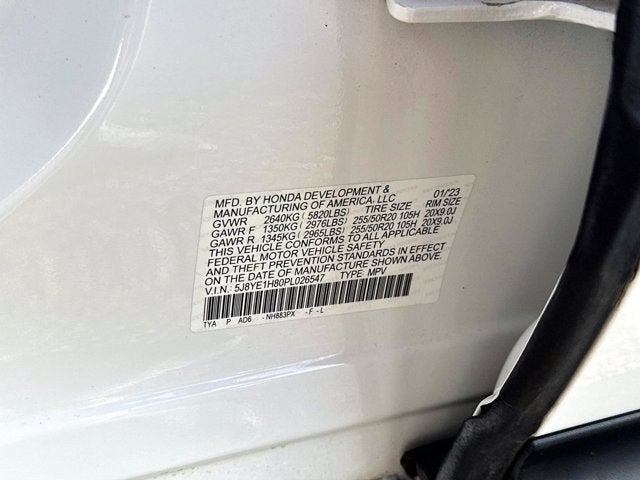 MFD. BY HONDA DEVELOPMENT & 01/23
MANUFACTURING OF AMERICA, LLC
GVWR 2640KG ( 5820LBS) TIRE SIZE RIM SIZE
GAWR F 1350KG ( 2976LBS) 255/50R20 105H 20X9.0J
GAWR R 1345KG ( 2965LBS) 255/50R20 105H 20X9.0J
THIS VEHICLE CONFORMS TO ALL APPLICABLE
FEDERAL MOTOR VEHICLE SAFETY
AND THEFT PREVENTION STANDARDS IN EFFECT
ON THE DATE OF MANUFACTURE SHOWN ABOVE.
V.I.N.: 5J8YE1H80PL026547 TYPE: MPV
TYA P AD6 - NH883PX - F - L